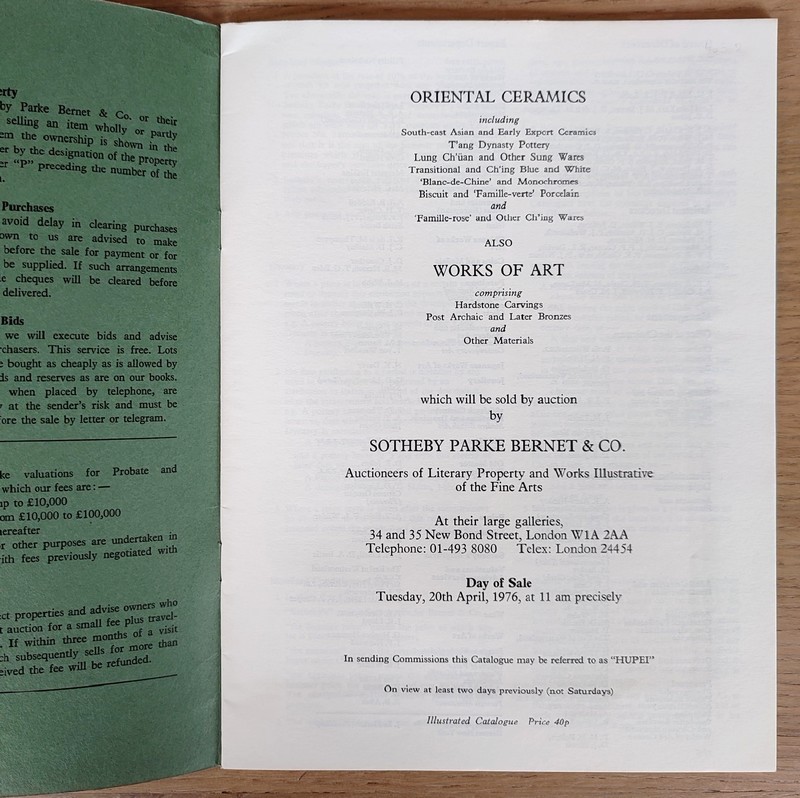 erty
by Parke Bernet & Co. or their
selling an item wholly or partly
em the ownership is shown in the
er by the designation of the property
er "P" preceding the number of the
Purchases
avoid delay in clearing purchases
own to us are advised to make
before the sale for payment or for
be supplied. If such arrangements
e cheques will be cleared before
delivered.
Bids
we will execute bids and advise
rchasers. This service is free. Lots
e bought as cheaply as is allowed by
ds and reserves as are on our books.
when placed by telephone, are
at the sender's risk and must be
fore the sale by letter or telegram.
ke valuations for Probate and
which our fees are:—
up to £10,000
om £10,000 to £100,000
hereafter
or other purposes are undertaken in
with fees previously negotiated with
ct properties and advise owners who
t auction for a small fee plus travel-
If within three months of a visit
ch subsequently sells for more than
ceived the fee will be refunded.
ORIENTAL CERAMICS
including
South-east Asian and Early Export Ceramics
T'ang Dynasty Pottery
Lung Ch'üan and Other Sung Wares
Transitional and Ch'ing Blue and White
'Blanc-de-Chine' and Monochromes
Biscuit and 'Famille-verte' Porcelain
and
'Famille-rose' and Other Ch'ing Wares
ALSO
WORKS OF ART
comprising
Hardstone Carvings
Post Archaic and Later Bronzes
and
Other Materials
which will be sold by auction
by
SOTHEBY PARKE BERNET & CO.
Auctioneers of Literary Property and Works Illustrative
of the Fine Arts
At their large galleries,
34 and 35 New Bond Street, London W1A 2AA
Telephone: 01-493 8080 Telex: London 24454
Day of Sale
Tuesday, 20th April, 1976, at 11 am precisely
In sending Commissions this Catalogue may be referred to as "HUPEI"
On view at least two days previously (not Saturdays)
Illustrated Catalogue Price 40p